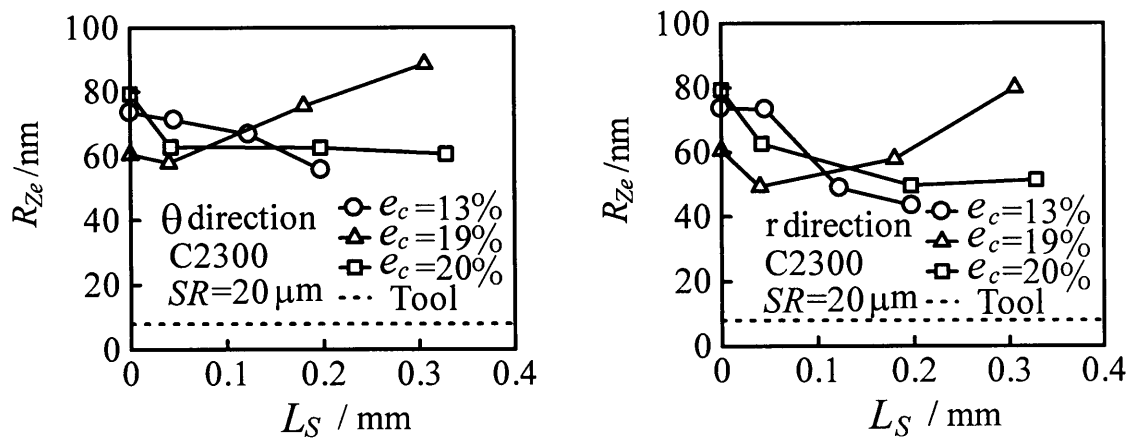 100
80
60
40
20
0
R_Ze /nm
θ direction
C2300
SR=20 μm
e_c=13%
e_c=19%
e_c=20%
Tool
0 0.1 0.2 0.3 0.4
L_S / mm
100
80
60
40
20
0
R_Ze /nm
r direction
C2300
SR=20 μm
e_c=13%
e_c=19%
e_c=20%
Tool
0 0.1 0.2 0.3 0.4
L_S / mm